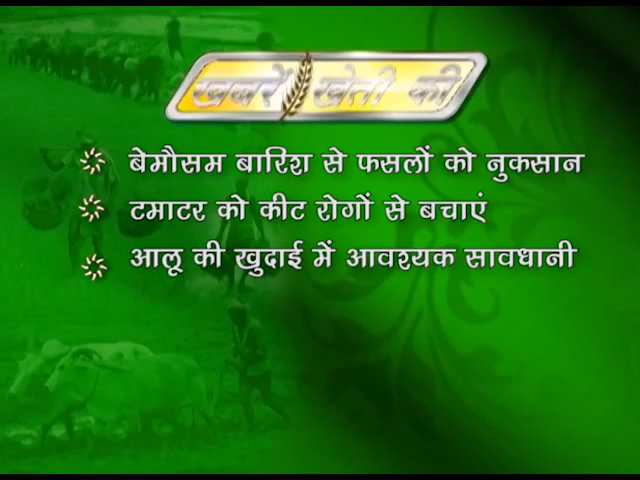 खबरें खेती की
बेमौसम बारिश से फसलों को नुकसान
टमाटर को कीट रोगों से बचाएं
आलू की खुदाई में आवश्यक सावधानी